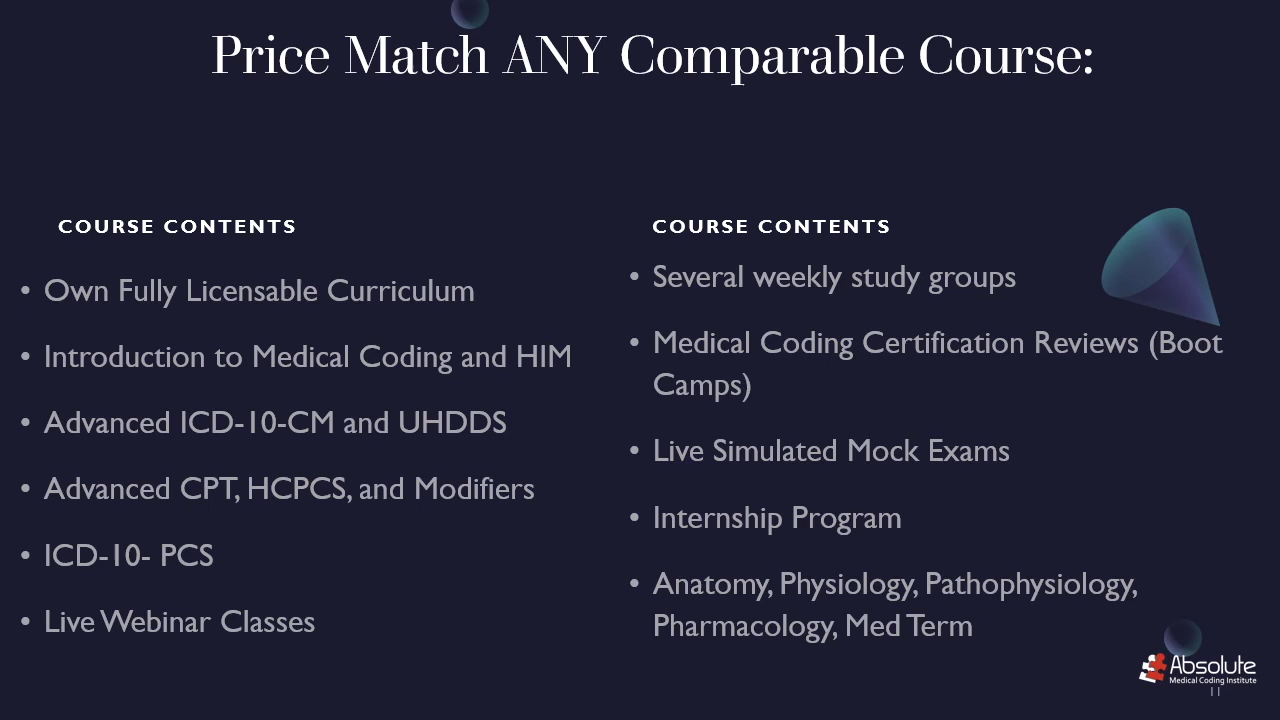 Price Match ANY Comparable Course:
COURSE CONTENTS
• Own Fully Licensable Curriculum
• Introduction to Medical Coding and HIM
• Advanced ICD-10-CM and UHDDS
• Advanced CPT, HCPCS, and Modifiers
• ICD-10- PCS
• Live Webinar Classes
COURSE CONTENTS
• Several weekly study groups
• Medical Coding Certification Reviews (Boot
Camps)
• Live Simulated Mock Exams
• Internship Program
• Anatomy, Physiology, Pathophysiology,
Pharmacology, Med Term
Absolute
Medical Coding Institute
11